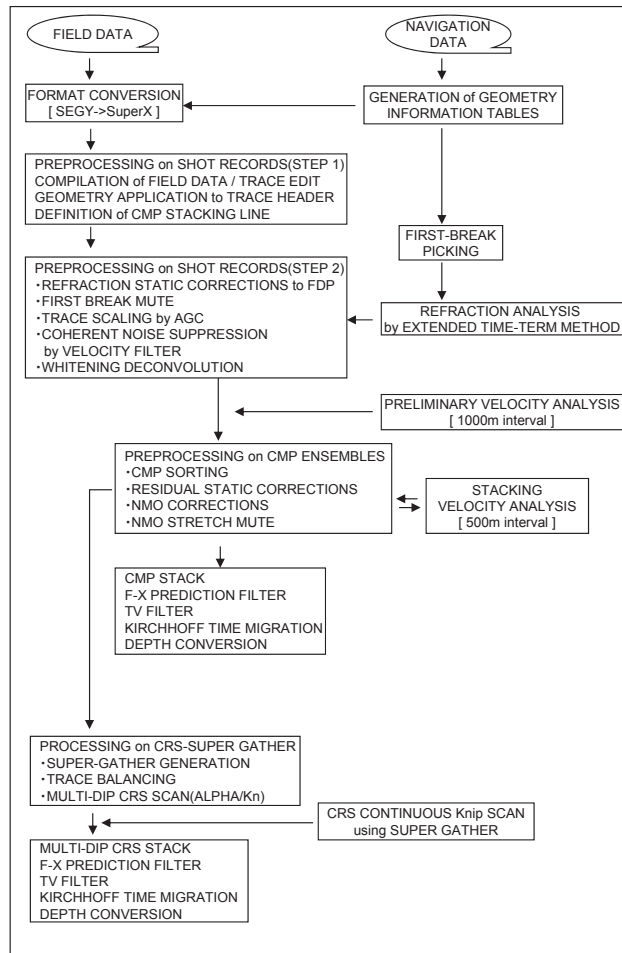 FIELD DATA
NAVIGATION
DATA
FORMAT CONVERSION
[ SEGY->SuperX ]
GENERATION of GEOMETRY
INFORMATION TABLES
PREPROCESSING on SHOT RECORDS(STEP 1)
COMPILATION of FIELD DATA / TRACE EDIT
GEOMETRY APPLICATION to TRACE HEADER
DEFINITION of CMP STACKING LINE
FIRST-BREAK
PICKING
PREPROCESSING on SHOT RECORDS(STEP 2)
・REFRACTION STATIC CORRECTIONS to FDP
・FIRST BREAK MUTE
・TRACE SCALING by AGC
・COHERENT NOISE SUPPRESSION
by VELOCITY FILTER
・WHITENING DECONVOLUTION
REFRACTION ANALYSIS
by EXTENDED TIME-TERM METHOD
PRELIMINARY VELOCITY ANALYSIS
[ 1000m interval ]
PREPROCESSING on CMP ENSEMBLES
・CMP SORTING
・RESIDUAL STATIC CORRECTIONS
・NMO CORRECTIONS
・NMO STRETCH MUTE
STACKING
VELOCITY ANALYSIS
[ 500m interval ]
CMP STACK
F-X PREDICTION FILTER
TV FILTER
KIRCHHOFF TIME MIGRATION
DEPTH CONVERSION
PROCESSING on CRS-SUPER GATHER
・SUPER-GATHER GENERATION
・TRACE BALANCING
・MULTI-DIP CRS SCAN(ALPHA/Kn)
CRS CONTINUOUS Knip SCAN
using SUPER GATHER
MULTI-DIP CRS STACK
F-X PREDICTION FILTER
TV FILTER
KIRCHHOFF TIME MIGRATION
DEPTH CONVERSION